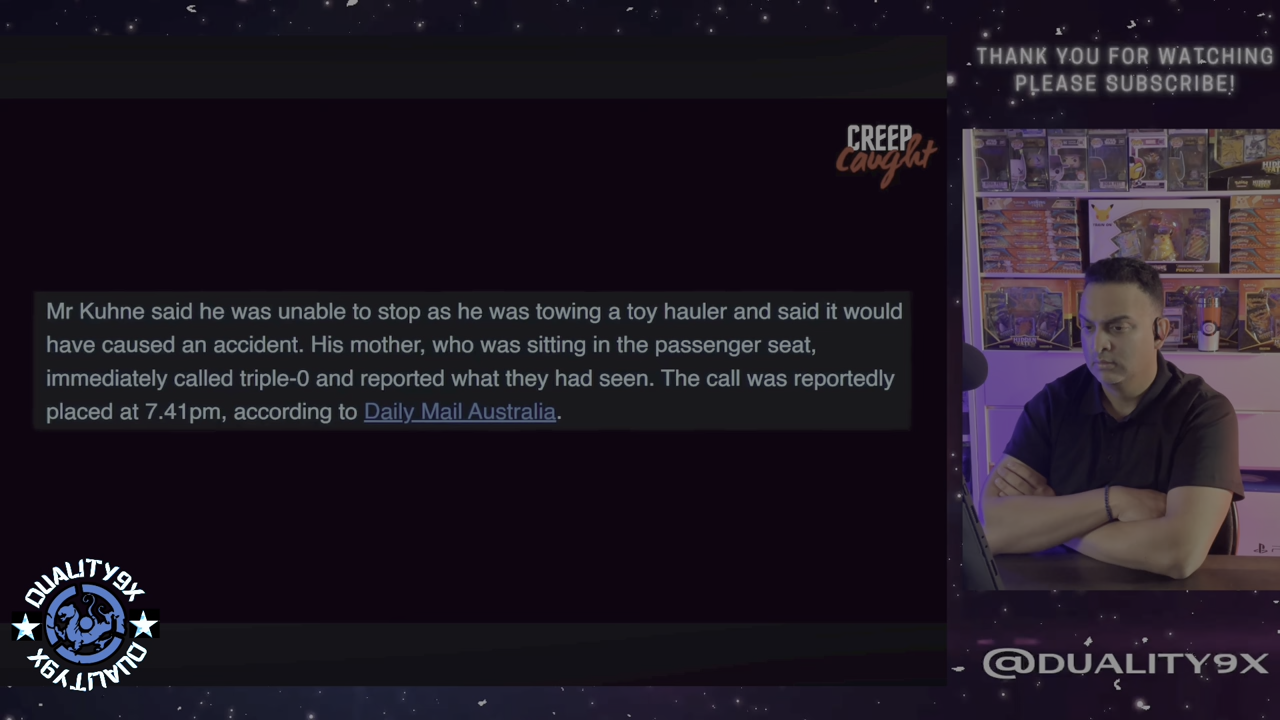 THANK YOU FOR WATCHING
PLEASE SUBSCRIBE!
CREEP
caught
Mr Kuhne said he was unable to stop as he was towing a toy hauler and said it would
have caused an accident. His mother, who was sitting in the passenger seat,
immediately called triple-0 and reported what they had seen. The call was reportedly
placed at 7.41pm, according to Daily Mail Australia.
DUALITY9X
DUALITY9X
@DUALITY9X